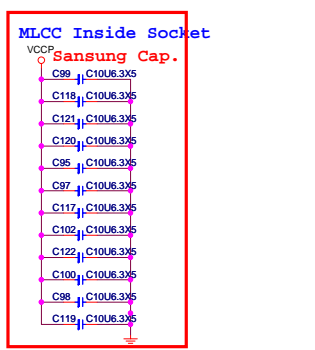 MLCC Inside Socket
VCCP
Sansung Cap.
C99 C10U6.3X5
C118 C10U6.3X5
C121 C10U6.3X5
C120 C10U6.3X5
C95 C10U6.3X5
C97 C10U6.3X5
C117 C10U6.3X5
C102 C10U6.3X5
C122 C10U6.3X5
C100 C10U6.3X5
C98 C10U6.3X5
C119 C10U6.3X5